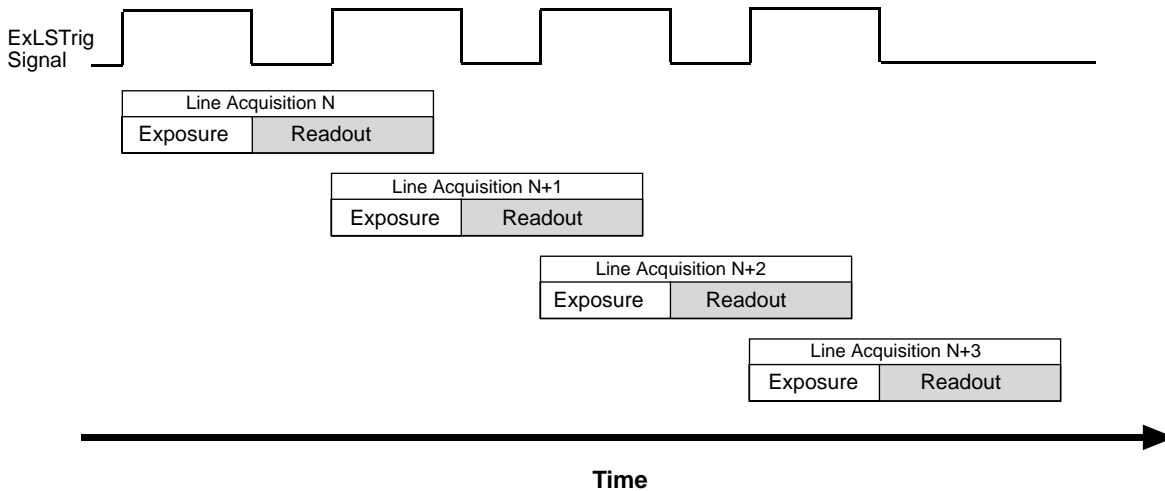 ExLSTrig
Signal
Line Acquisition N
Exposure Readout
Line Acquisition N+1
Exposure Readout
Line Acquisition N+2
Exposure Readout
Line Acquisition N+3
Exposure Readout
Time